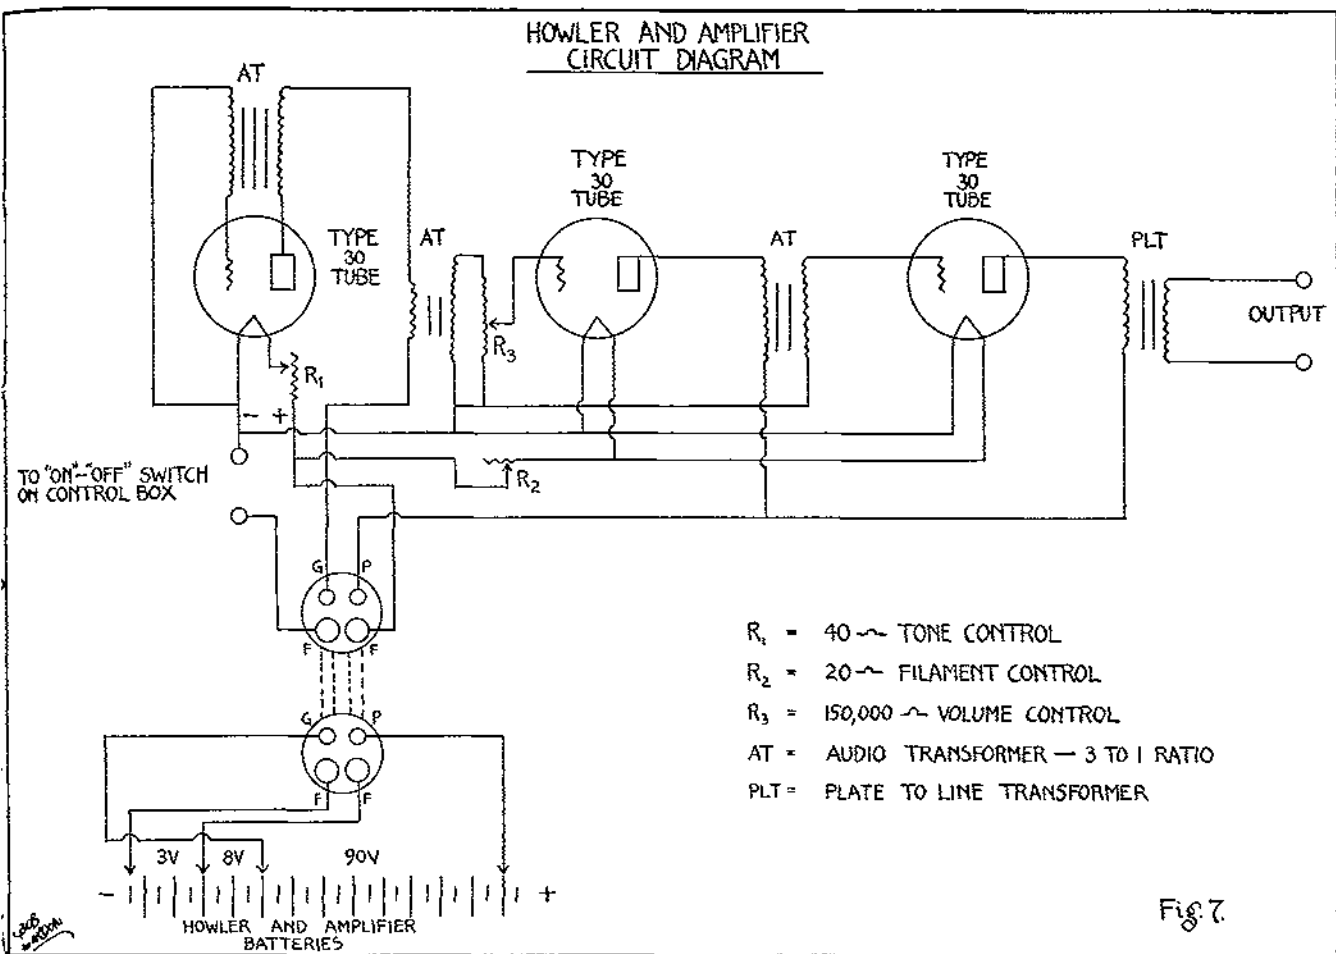 HOWLER AND AMPLIFIER
CIRCUIT DIAGRAM
AT
TYPE
30
TUBE
AT
TYPE
30
TUBE
AT
TYPE
30
TUBE
PLT
OUTPUT
R₁
R₃
- +
TO "ON"-"OFF" SWITCH
ON CONTROL BOX
R₂
G P
F F
G P
F F
3V 8V 90V
- +
HOWLER AND AMPLIFIER
BATTERIES
R₁ = 40 ~ TONE CONTROL
R₂ = 20 ~ FILAMENT CONTROL
R₃ = 150,000 ~ VOLUME CONTROL
AT = AUDIO TRANSFORMER — 3 TO 1 RATIO
PLT = PLATE TO LINE TRANSFORMER
Fig. 7.